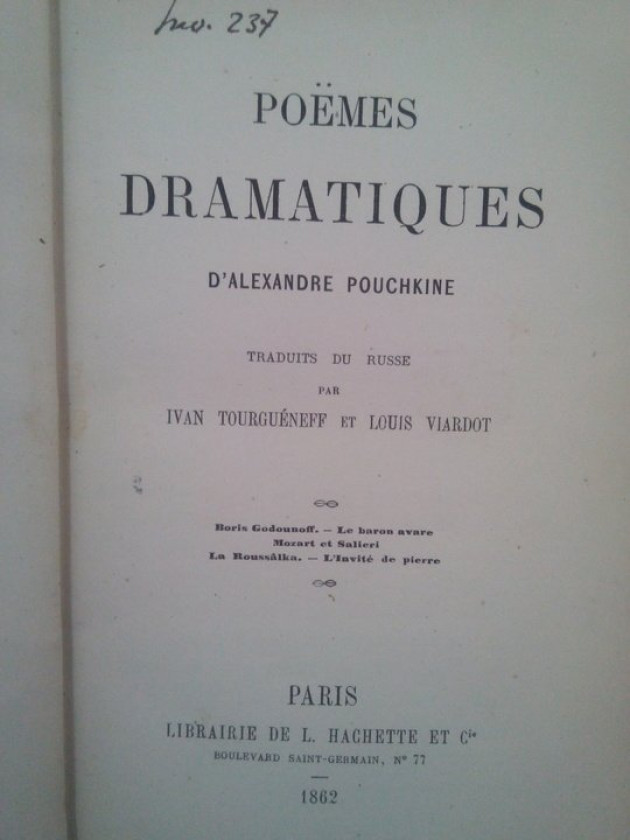 Inv. 237
POËMES
DRAMATIQUES
D'ALEXANDRE POUCHKINE
TRADUITS DU RUSSE
PAR
IVAN TOURGUÉNEFF ET LOUIS VIARDOT
Boris Godounoff. — Le baron avare
Mozart et Salieri
La Roussâlka. — L'Invité de pierre
PARIS
LIBRAIRIE DE L. HACHETTE ET Cie
BOULEVARD SAINT-GERMAIN, N° 77
1862